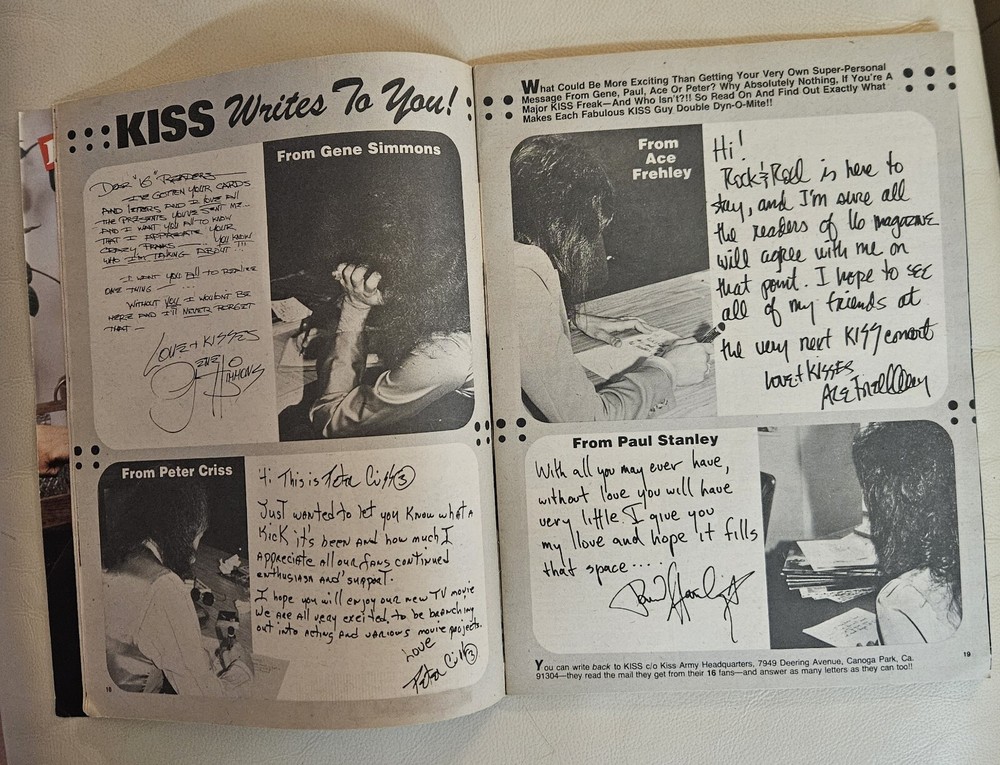 KISS Writes To You!
From Gene Simmons
DEAR "16" READERS —
I'VE GOTTEN YOUR CARDS
AND LETTERS AND I LOVE All
THE PRESENTS YOU'VE SENT ME...
AND I WANT YOU All TO KNOW
THAT I APPRECIATE YOUR
CRAZY PRANKS —... YOU KNOW
WHO I'M TALKING ABOUT...!!!
I WANT YOU All TO REALIZE
ONE THING —...
WITHOUT YOU I WOULDN'T BE
HERE AND I'll NEVER FORGET
THAT —
LOVE + KISSES
GENE SIMMONS
From Peter Criss
Hi. This is Peter Criss
Just wanted to let you know what a
Kick its been and how much I
appreciate all our fans continued
enthusiasm and support.
I hope you will enjoy our new TV movie
We are all very excited, to be branching
out into acting and various movie projects.
Love
Peter Criss
18
What Could Be More Exciting Than Getting Your Very Own Super-Personal
Message From Gene, Paul, Ace Or Peter? Why Absolutely Nothing, If You're A
Major KISS Freak—And Who Isn't?!! So Read On And Find Out Exactly What
Makes Each Fabulous KISS Guy Double Dyn-O-Mite!!
From
Ace
Frehley
Hi!
Rock & Roll is here to
stay, and I'm sure all
the readers of 16 magazine
will agree with me on
that point. I hope to see
all of my friends at
the very next KISS concert
Love + KISSES
Ace Frehley
From Paul Stanley
With all you may ever have,
without love you will have
very little. I give you
my love and hope it fills
that space....
Paul Stanley
You can write back to KISS c/o Kiss Army Headquarters, 7949 Deering Avenue, Canoga Park, Ca.
91304—they read the mail they get from their 16 fans—and answer as many letters as they can too!!
19